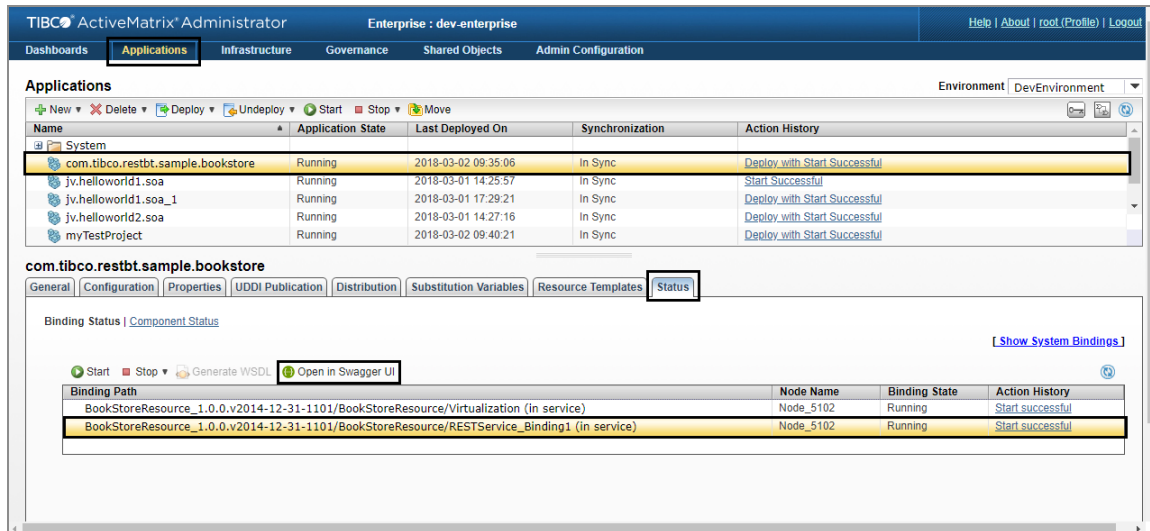 TIBCO® ActiveMatrix® Administrator Enterprise : dev-enterprise Help | About | root (Profile) | Logout
Dashboards Applications Infrastructure Governance Shared Objects Admin Configuration
Applications Environment DevEnvironment
New Delete Deploy Undeploy Start Stop Move
Name Application State Last Deployed On Synchronization Action History
System
com.tibco.restbt.sample.bookstore Running 2018-03-02 09:35:06 In Sync Deploy with Start Successful
jv.helloworld1.soa Running 2018-03-01 14:25:57 In Sync Start Successful
jv.helloworld1.soa_1 Running 2018-03-01 17:29:21 In Sync Deploy with Start Successful
jv.helloworld2.soa Running 2018-03-01 14:27:16 In Sync Deploy with Start Successful
myTestProject Running 2018-03-02 09:40:21 In Sync Deploy with Start Successful
com.tibco.restbt.sample.bookstore
General Configuration Properties UDDI Publication Distribution Substitution Variables Resource Templates Status
Binding Status | Component Status
[ Show System Bindings ]
Start Stop Generate WSDL Open in Swagger UI
Binding Path Node Name Binding State Action History
BookStoreResource_1.0.0.v2014-12-31-1101/BookStoreResource/Virtualization (in service) Node_5102 Running Start successful
BookStoreResource_1.0.0.v2014-12-31-1101/BookStoreResource/RESTService_Binding1 (in service) Node_5102 Running Start successful